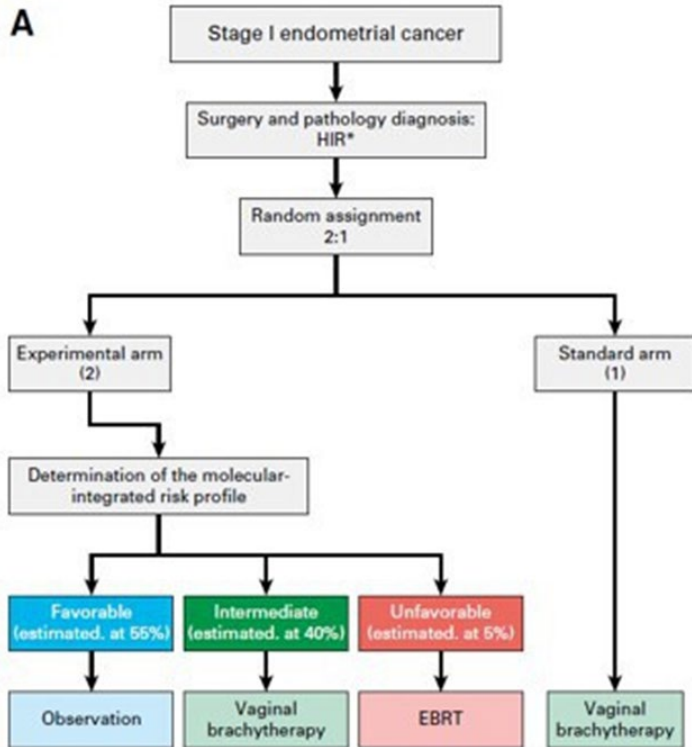 A
Stage I endometrial cancer
Surgery and pathology diagnosis:
HIR*
Random assignment
2:1
Experimental arm
(2)
Standard arm
(1)
Determination of the molecular-
integrated risk profile
Favorable
(estimated. at 55%)
Intermediate
(estimated. at 40%)
Unfavorable
(estimated. at 5%)
Observation
Vaginal
brachytherapy
EBRT
Vaginal
brachytherapy